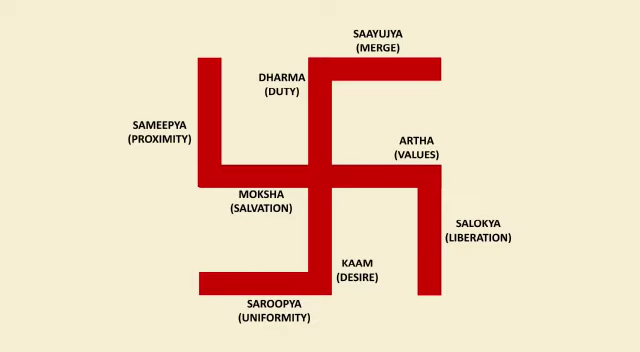 SAAYUJYA
(MERGE)
DHARMA
(DUTY)
SAMEEPYA
(PROXIMITY)
ARTHA
(VALUES)
MOKSHA
(SALVATION)
SALOKYA
(LIBERATION)
KAAM
(DESIRE)
SAROOPYA
(UNIFORMITY)